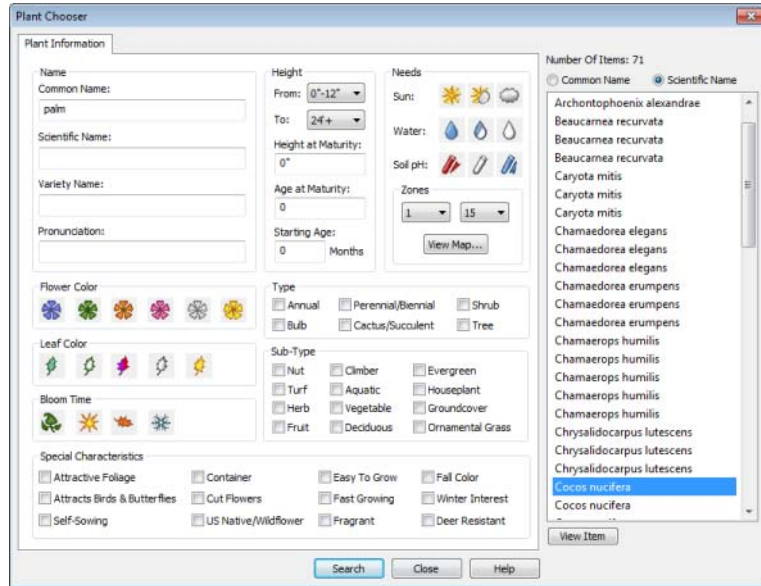 Plant Chooser
Plant Information
Name
Common Name:
palm
Scientific Name:
Variety Name:
Pronunciation:
Height
From: 0"-12"
To: 24'+
Height at Maturity:
0"
Age at Maturity:
0
Starting Age:
0 Months
Needs
Sun:
Water:
Soil pH:
Zones
1 15
View Map...
Flower Color
Leaf Color
Bloom Time
Type
Annual Perennial/Biennial Shrub
Bulb Cactus/Succulent Tree
Sub-Type
Nut Climber Evergreen
Turf Aquatic Houseplant
Herb Vegetable Groundcover
Fruit Deciduous Ornamental Grass
Special Characteristics
Attractive Foliage Container Easy To Grow Fall Color
Attracts Birds & Butterflies Cut Flowers Fast Growing Winter Interest
Self-Sowing US Native/Wildflower Fragrant Deer Resistant
Number Of Items: 71
Common Name Scientific Name
Archontophoenix alexandrae
Beaucarnea recurvata
Beaucarnea recurvata
Beaucarnea recurvata
Caryota mitis
Caryota mitis
Caryota mitis
Chamaedorea elegans
Chamaedorea elegans
Chamaedorea elegans
Chamaedorea erumpens
Chamaedorea erumpens
Chamaedorea erumpens
Chamaerops humilis
Chamaerops humilis
Chamaerops humilis
Chamaerops humilis
Chamaerops humilis
Chrysalidocarpus lutescens
Chrysalidocarpus lutescens
Chrysalidocarpus lutescens
Cocos nucifera
Cocos nucifera
View Item
Search Close Help